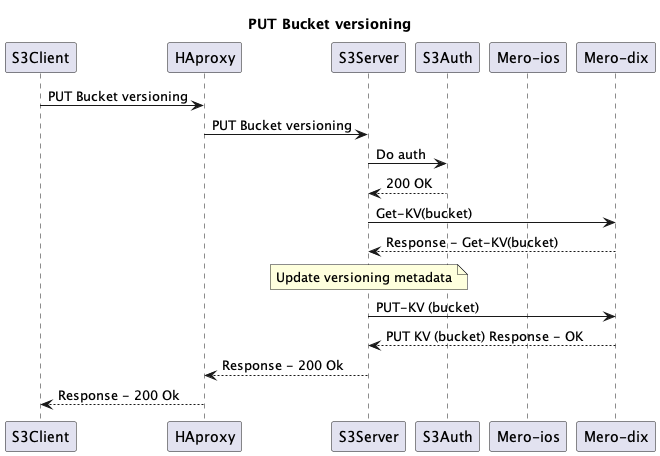 PUT Bucket versioning
S3Client HAproxy S3Server S3Auth Mero-ios Mero-dix
PUT Bucket versioning
PUT Bucket versioning
Do auth
200 OK
Get-KV(bucket)
Response - Get-KV(bucket)
Update versioning metadata
PUT-KV (bucket)
PUT KV (bucket) Response - OK
Response - 200 Ok
Response - 200 Ok
S3Client HAproxy S3Server S3Auth Mero-ios Mero-dix